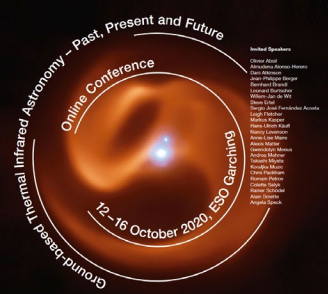 Ground-based Thermal Infrared Astronomy – Past, Present and Future
Online Conference
12 -16 October 2020, ESO Garching
Invited Speakers
Olivier Absil
Almudena Alonso-Herrero
Dani Atkinson
Jean-Philippe Berger
Bernhard Brandl
Leonard Burtscher
Willem-Jan de Wit
Steve Ertel
Sergio José Fernández Acosta
Leigh Fletcher
Markus Kasper
Hans-Ulrich Käufl
Nancy Levenson
Anne-Lise Maire
Alexis Matter
Gwendolyn Meeus
Andres Moitinho
Takashi Miyata
Koraljka Muzic
Chris Packham
Romain Petrov
Colette Salyk
Rainer Schödel
Alain Smette
Angela Speck